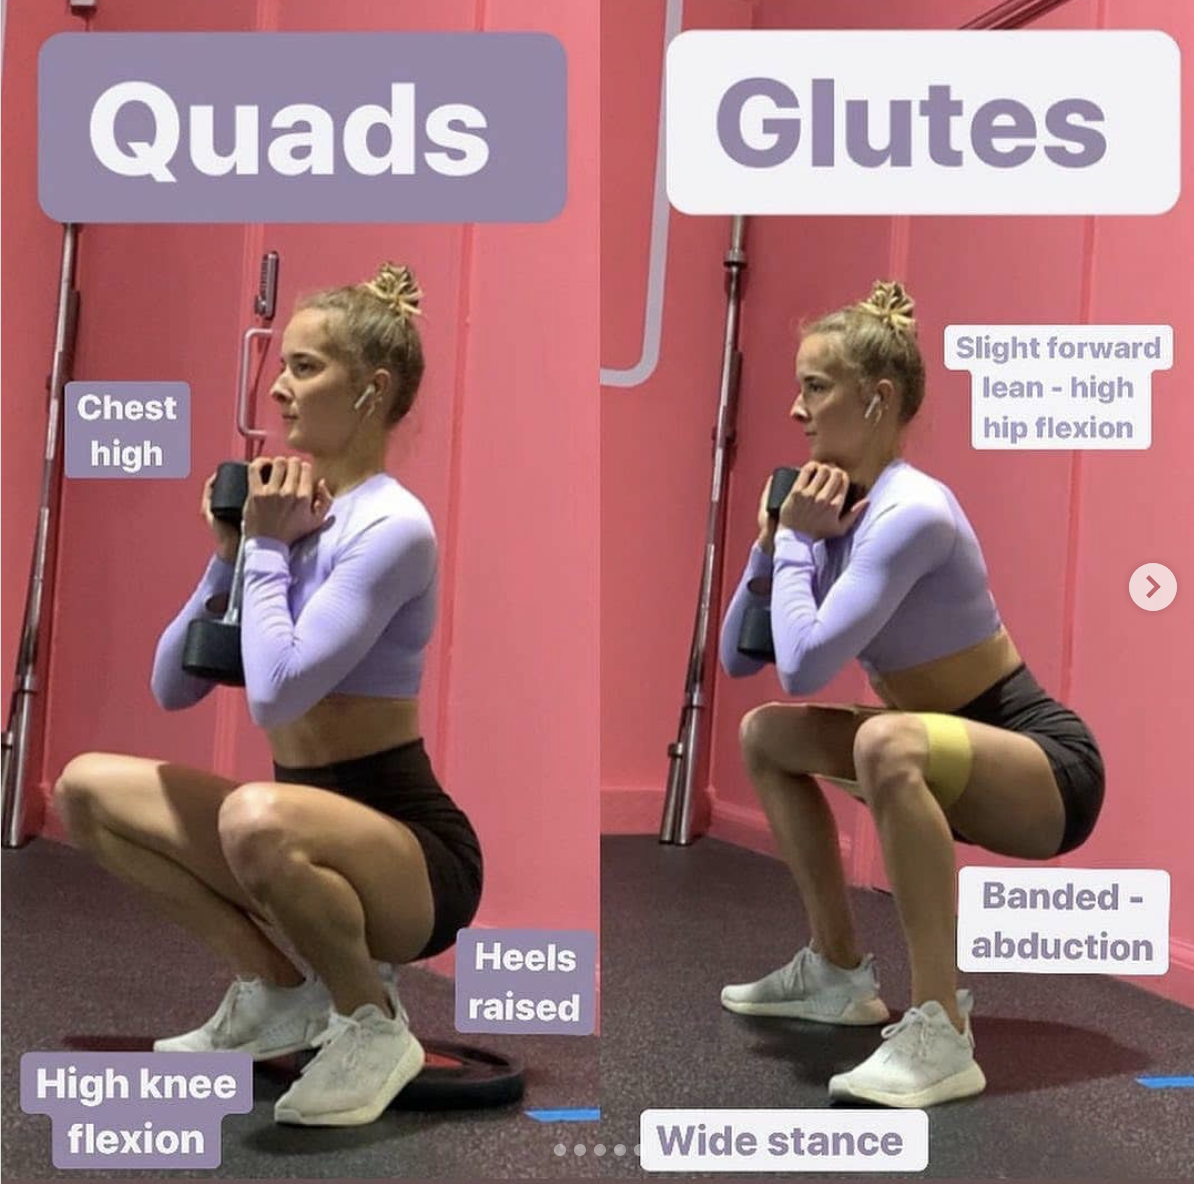 Quads
Chest
high
Heels
raised
High knee
flexion
Glutes
Slight forward
lean - high
hip flexion
Banded -
abduction
Wide stance